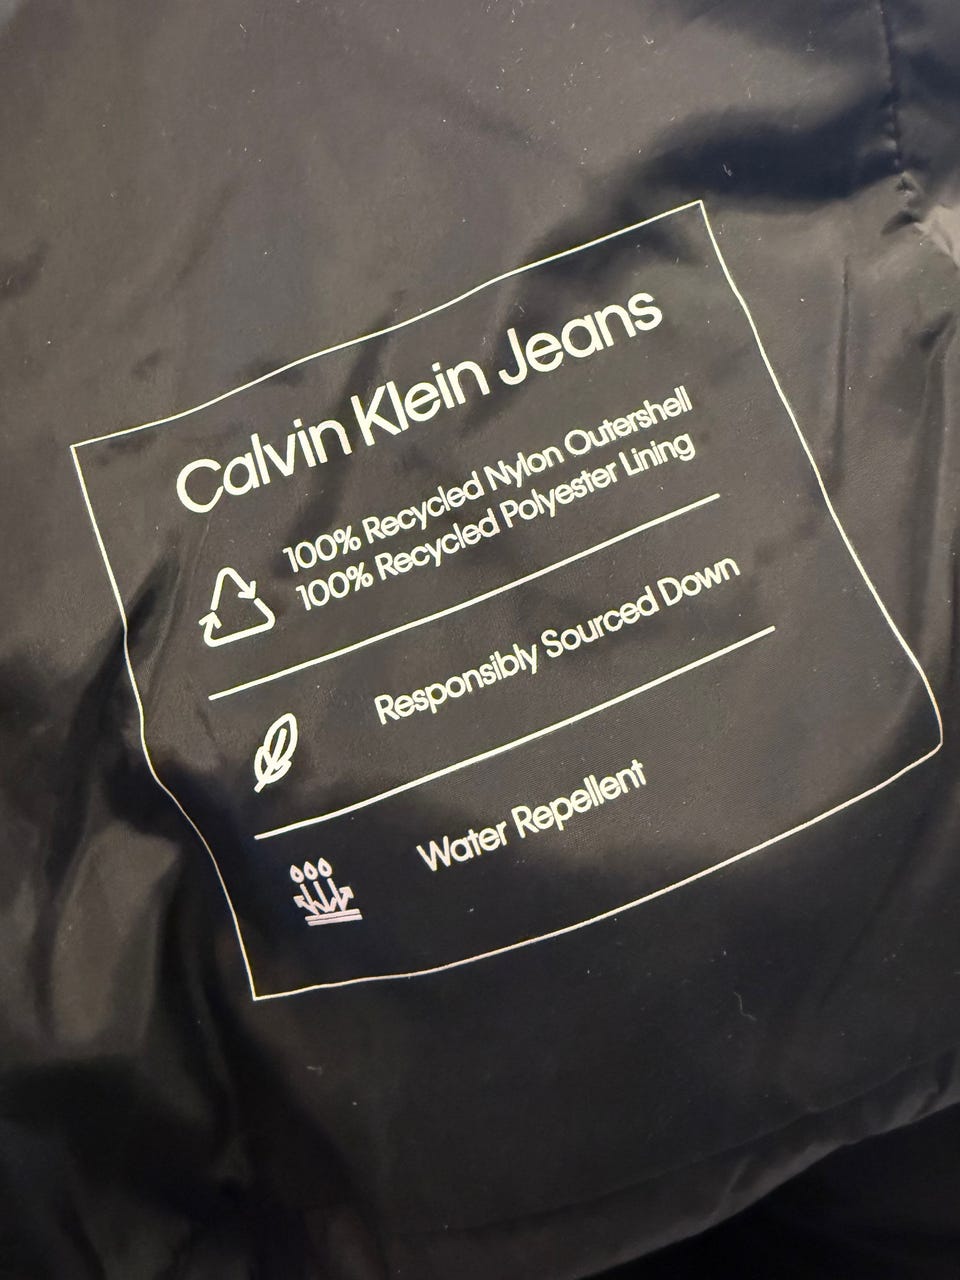 Calvin Klein Jeans
100% Recycled Nylon Outershell
100% Recycled Polyester Lining
Responsibly Sourced Down
Water Repellent